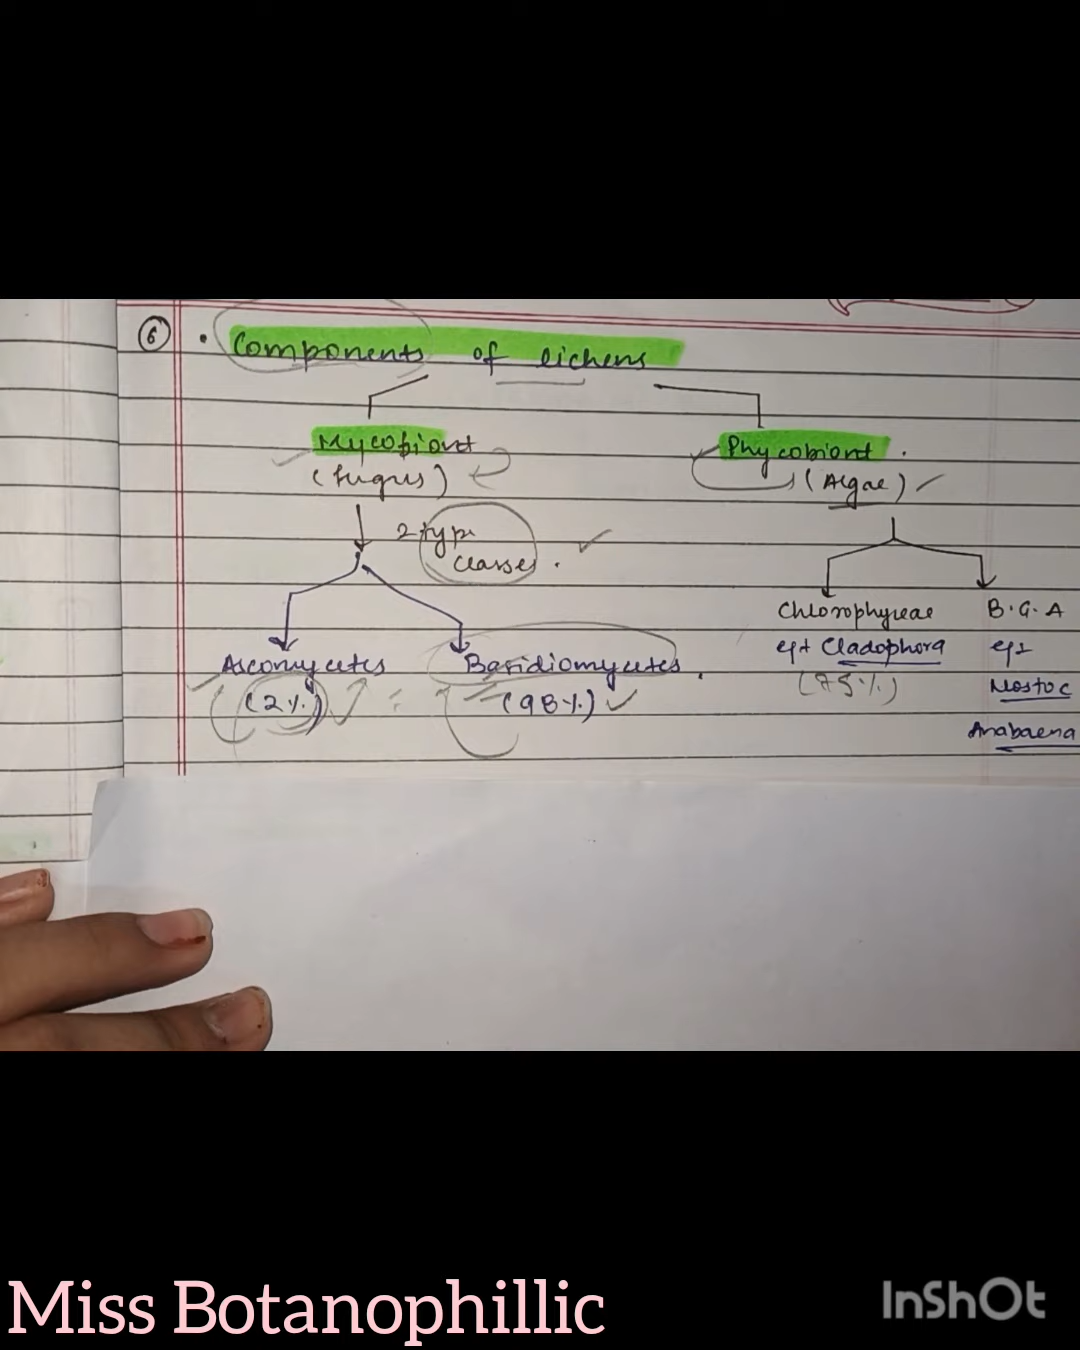 6 • Components of lichens
Mycobiont
(fungus)
Phycobiont.
(Algae)
2 type
classes.
Ascomycetes
(2%)
Basidiomycetes.
(98%)
Chlorophyceae
eg+ Cladophora
(75%)
B.G.A
eg:
Nostoc
Anabaena
Miss Botanophillic
InShOt